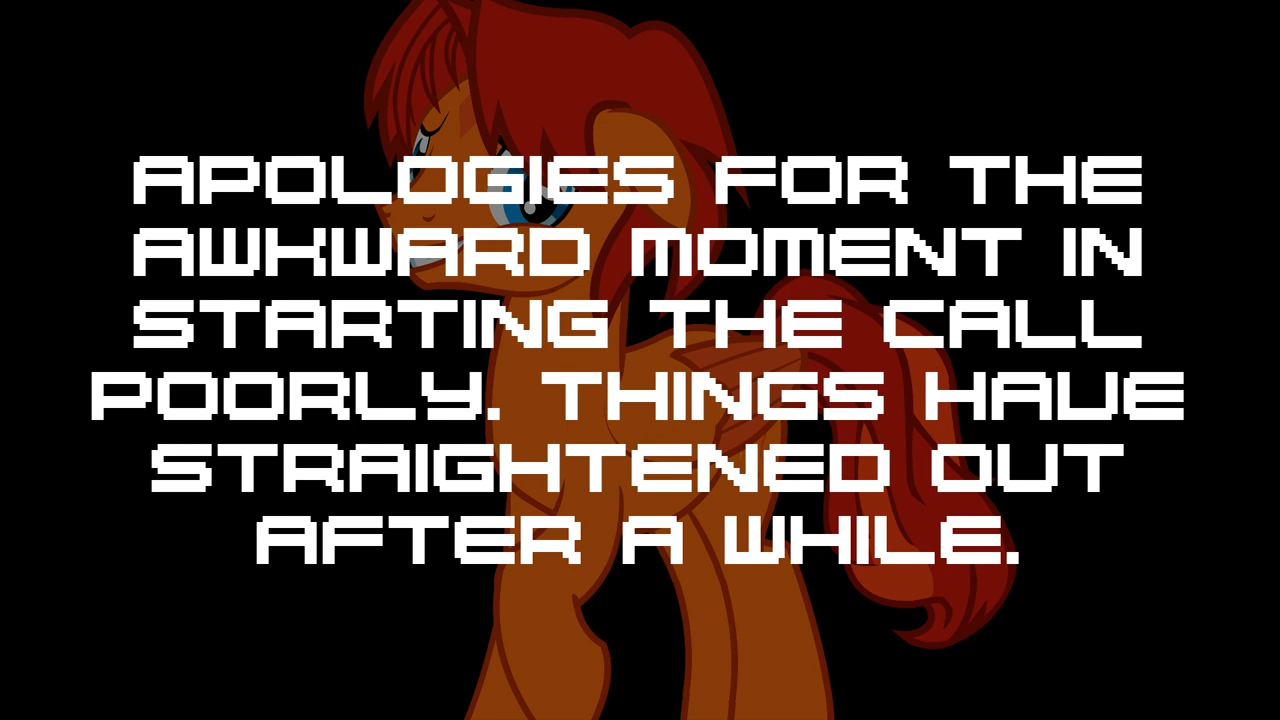 APOLOGIES FOR THE
AWKWARD MOMENT IN
STARTING THE CALL
POORLY. THINGS HAVE
STRAIGHTENED OUT
AFTER A WHILE.